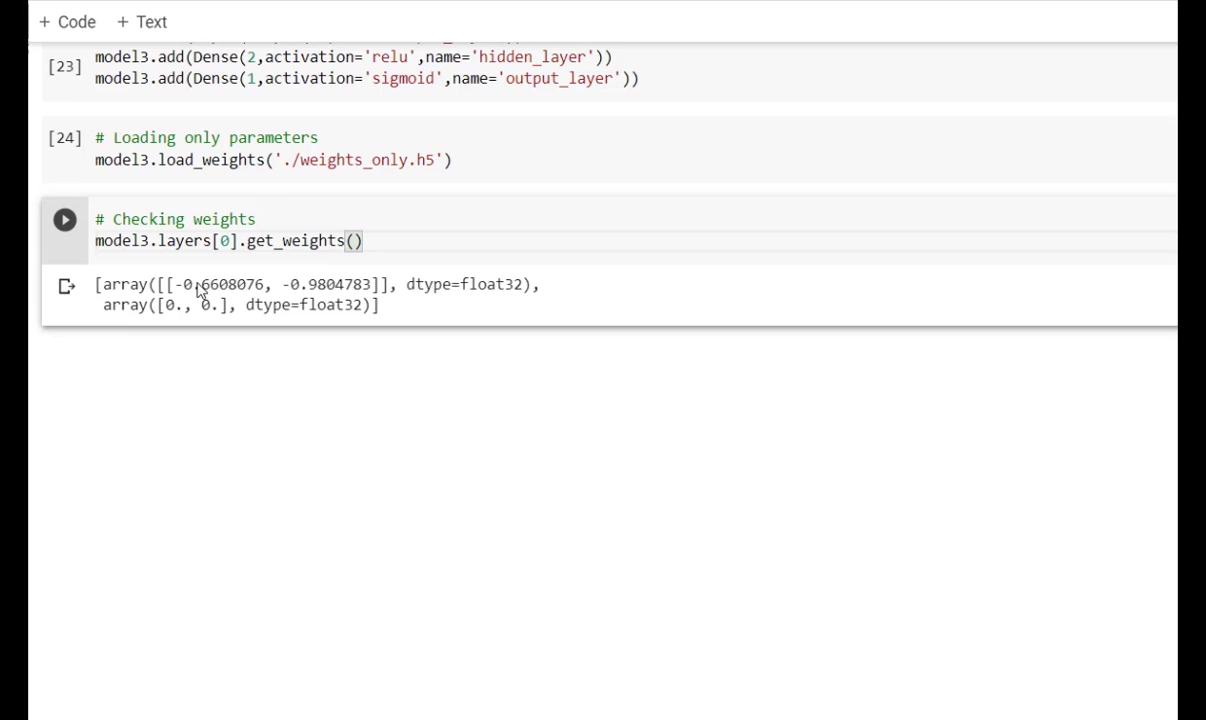 + Code + Text
[23]
model3.add(Dense(2,activation='relu',name='hidden_layer'))
model3.add(Dense(1,activation='sigmoid',name='output_layer'))
[24] # Loading only parameters
model3.load_weights('./weights_only.h5')
# Checking weights
model3.layers[0].get_weights()
[array([[-0.6608076, -0.9804783]], dtype=float32),
array([0., 0.], dtype=float32)]